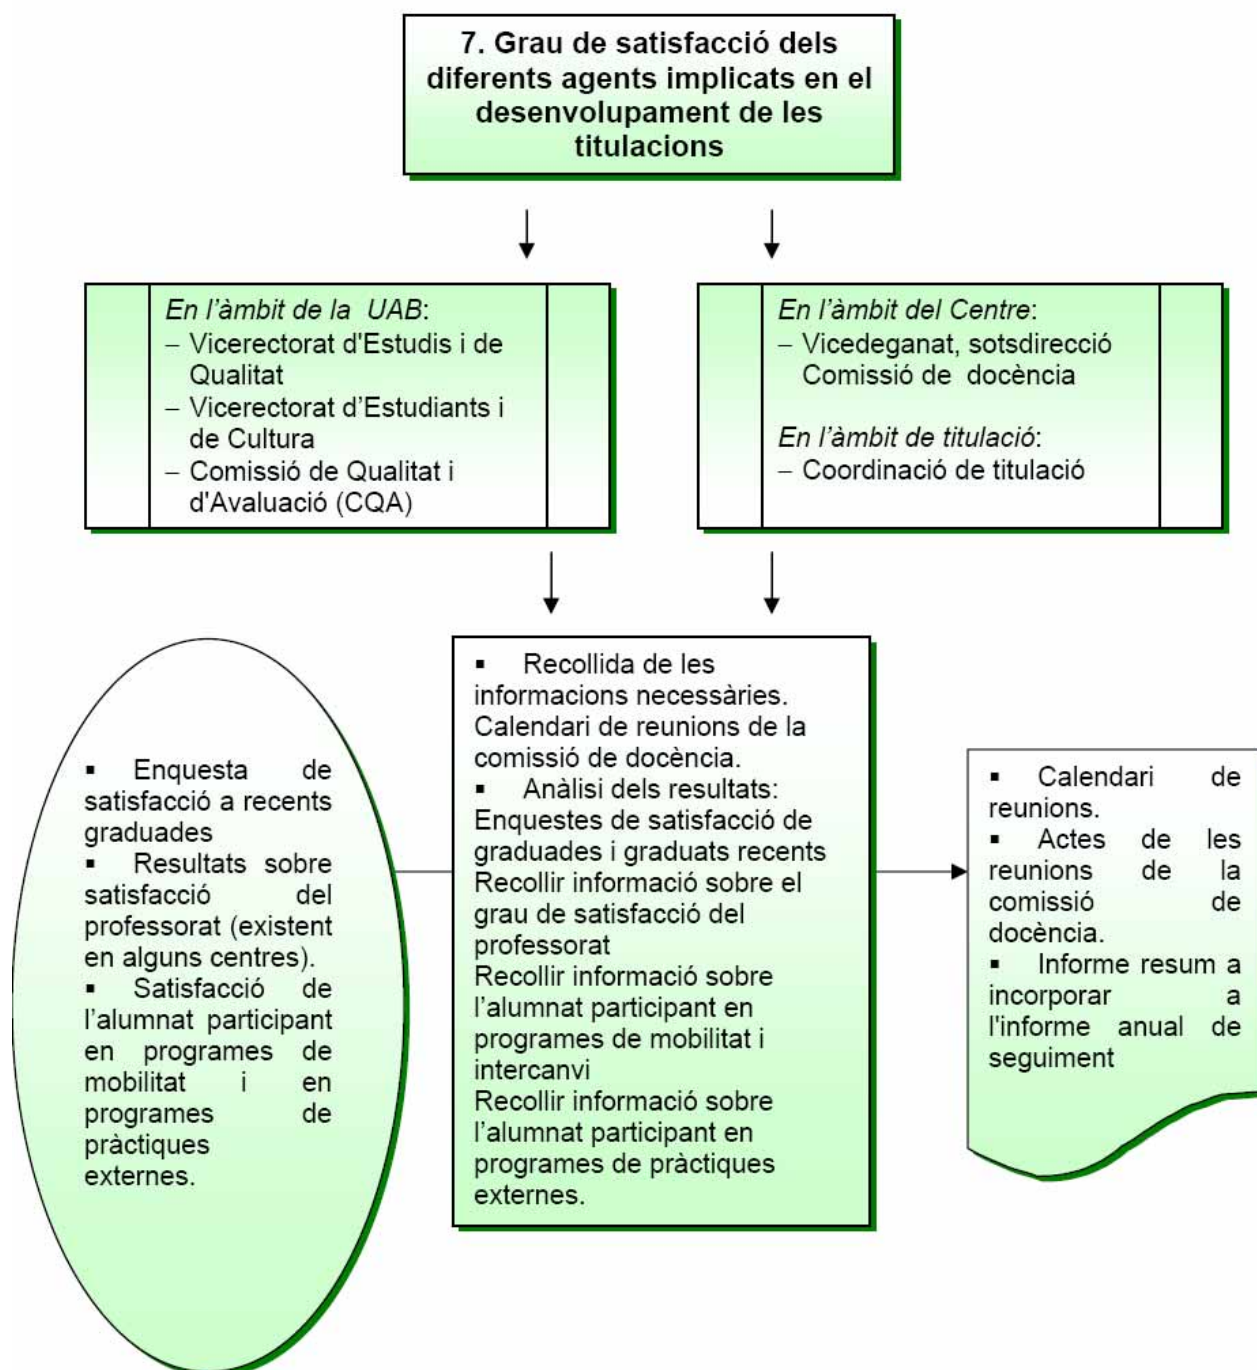 7. Grau de satisfacció dels
diferents agents implicats en el
desenvolupament de les
titulacions
En l’àmbit de la UAB:
– Vicerectorat d'Estudis i de
Qualitat
– Vicerectorat d’Estudiants i
de Cultura
– Comissió de Qualitat i
d'Avaluació (CQA)
En l’àmbit del Centre:
– Vicedeganat, sotsdirecció
Comissió de docència
En l’àmbit de titulació:
– Coordinació de titulació
▪ Enquesta de
satisfacció a recents
graduades
▪ Resultats sobre
satisfacció del
professorat (existent
en alguns centres).
▪ Satisfacció de
l’alumnat participant
en programes de
mobilitat i en
programes de
pràctiques
externes.
▪ Recollida de les
informacions necessàries.
Calendari de reunions de la
comissió de docència.
▪ Anàlisi dels resultats:
Enquestes de satisfacció de
graduades i graduats recents
Recollir informació sobre el
grau de satisfacció del
professorat
Recollir informació sobre
l’alumnat participant en
programes de mobilitat i
intercanvi
Recollir informació sobre
l’alumnat participant en
programes de pràctiques
externes.
▪ Calendari de
reunions.
▪ Actes de les
reunions de la
comissió de
docència.
▪ Informe resum a
incorporar a
l'informe anual de
seguiment